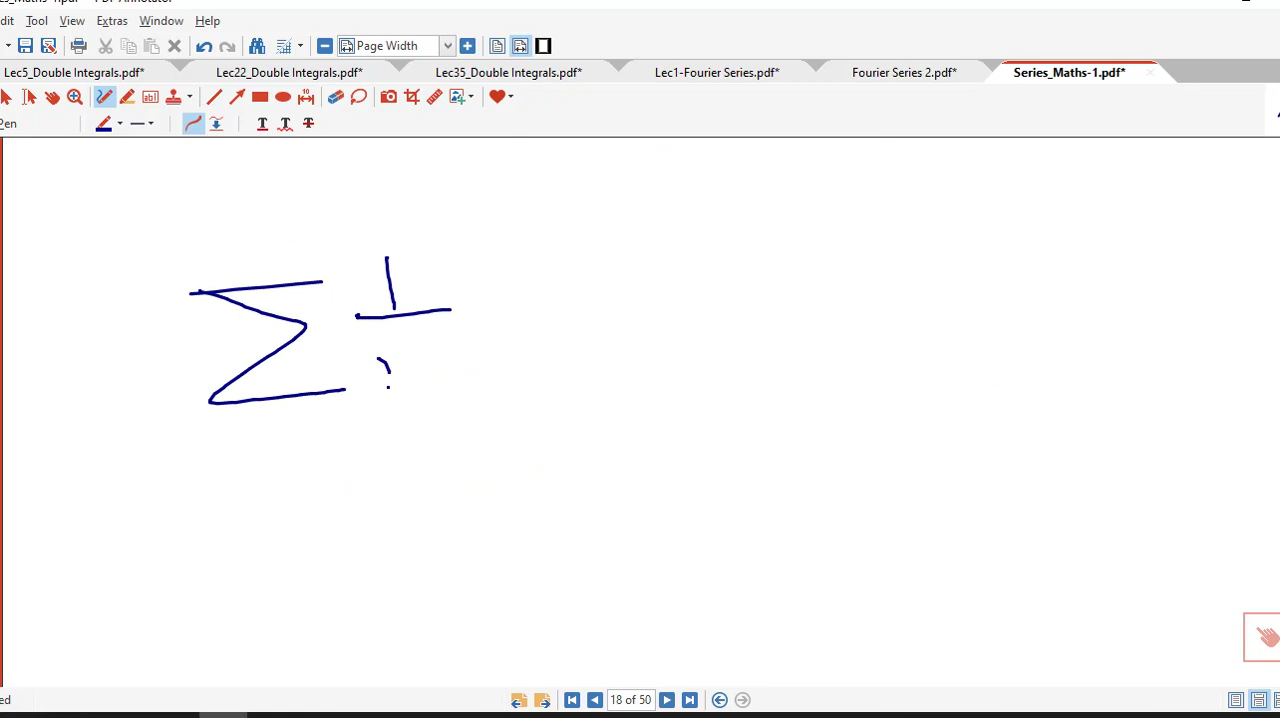 Tool View Extras Window Help
Page Width
Lec5_Double Integrals.pdf* Lec22_Double Integrals.pdf* Lec35_Double Integrals.pdf* Lec1-Fourier Series.pdf* Fourier Series 2.pdf* Series_Maths-1.pdf*
Pen
∑ 1
18 of 50